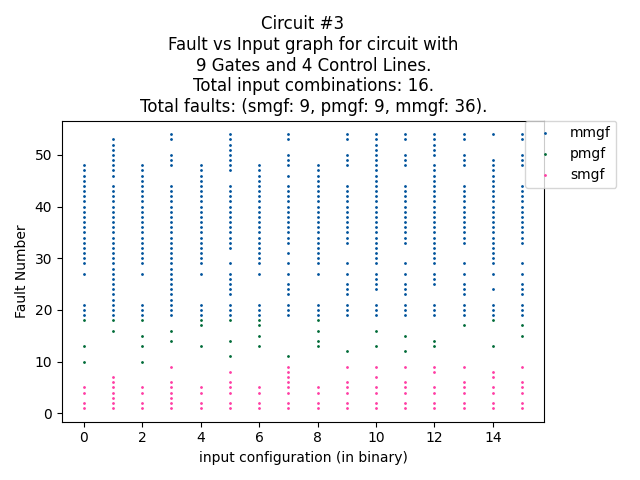 Circuit #3
Fault vs Input graph for circuit with
9 Gates and 4 Control Lines.
Total input combinations: 16.
Total faults: (smgf: 9, pmgf: 9, mmgf: 36).
mmgf
pmgf
smgf
50
40
30
20
10
0
Fault Number
0 2 4 6 8 10 12 14
input configuration (in binary)